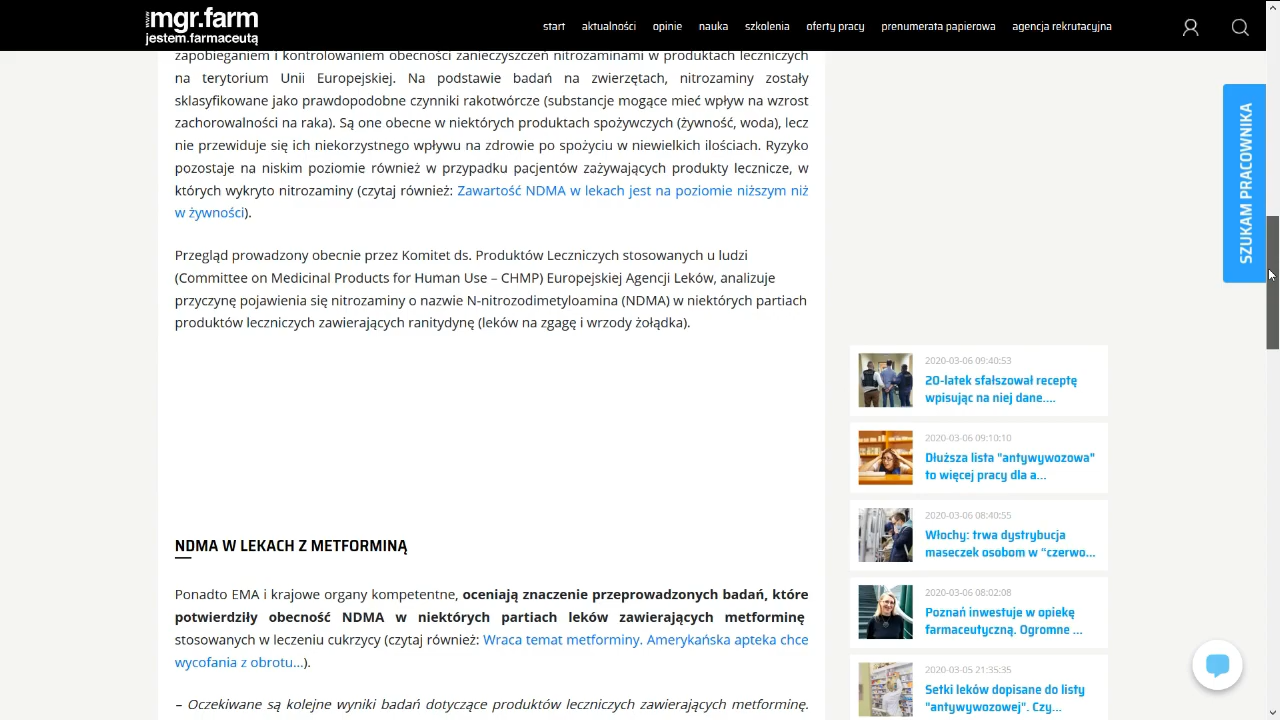 www.mgr.farm
jestem.farmaceutą
start aktualności opinie nauka szkolenia oferty pracy prenumerata papierowa agencja rekrutacyjna
zapobieganiem i kontrolowaniem obecności zanieczyszczeń nitrozaminami w produktach leczniczych
na terytorium Unii Europejskiej. Na podstawie badań na zwierzętach, nitrozaminy zostały
sklasyfikowane jako prawdopodobne czynniki rakotwórcze (substancje mogące mieć wpływ na wzrost
zachorowalności na raka). Są one obecne w niektórych produktach spożywczych (żywność, woda), lecz
nie przewiduje się ich niekorzystnego wpływu na zdrowie po spożyciu w niewielkich ilościach. Ryzyko
pozostaje na niskim poziomie również w przypadku pacjentów zażywających produkty lecznicze, w
których wykryto nitrozaminy (czytaj również: Zawartość NDMA w lekach jest na poziomie niższym niż
w żywności).
Przegląd prowadzony obecnie przez Komitet ds. Produktów Leczniczych stosowanych u ludzi
(Committee on Medicinal Products for Human Use – CHMP) Europejskiej Agencji Leków, analizuje
przyczynę pojawienia się nitrozaminy o nazwie N-nitrozodimetyloamina (NDMA) w niektórych partiach
produktów leczniczych zawierających ranitydynę (leków na zgagę i wrzody żołądka).
NDMA W LEKACH Z METFORMINĄ
Ponadto EMA i krajowe organy kompetentne, oceniają znaczenie przeprowadzonych badań, które
potwierdziły obecność NDMA w niektórych partiach leków zawierających metforminę
stosowanych w leczeniu cukrzycy (czytaj również: Wraca temat metforminy. Amerykańska apteka chce
wycofania z obrotu...).
– Oczekiwane są kolejne wyniki badań dotyczące produktów leczniczych zawierających metforminę.
SZUKAM PRACOWNIKA
2020-03-06 09:40:53
20-latek sfałszował receptę
wpisując na niej dane....
2020-03-06 09:10:10
Dłuższa lista "antywywozowa"
to więcej pracy dla a...
2020-03-06 08:40:55
Włochy: trwa dystrybucja
maseczek osobom w “czerwo...
2020-03-06 08:02:08
Poznań inwestuje w opiekę
farmaceutyczną. Ogromne ...
2020-03-05 21:35:35
Setki leków dopisane do listy
"antywywozowej". Czy...